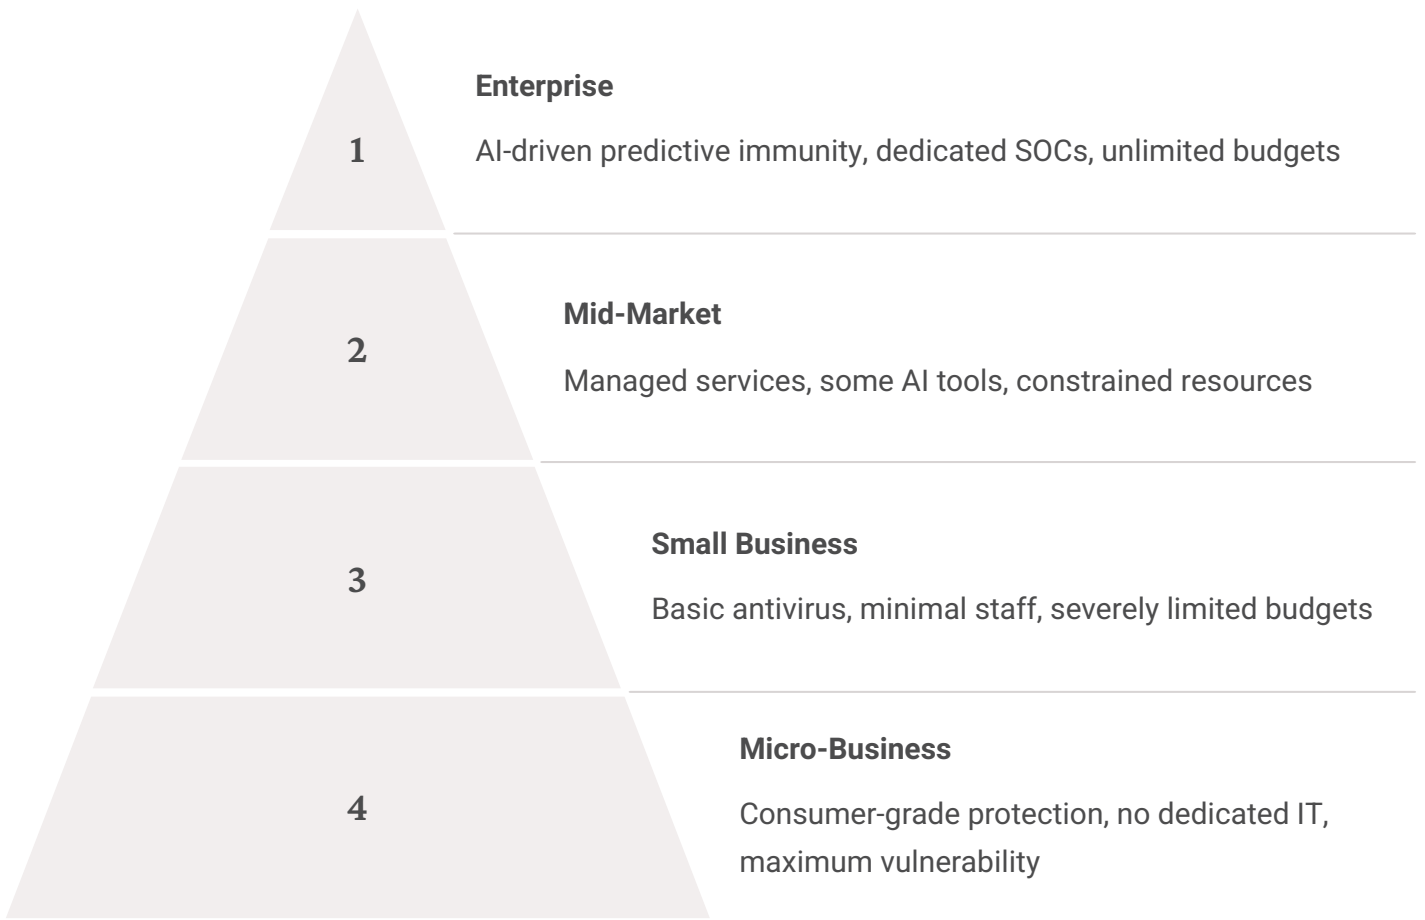 1
Enterprise
AI-driven predictive immunity, dedicated SOCs, unlimited budgets
2
Mid-Market
Managed services, some AI tools, constrained resources
3
Small Business
Basic antivirus, minimal staff, severely limited budgets
4
Micro-Business
Consumer-grade protection, no dedicated IT,
maximum vulnerability